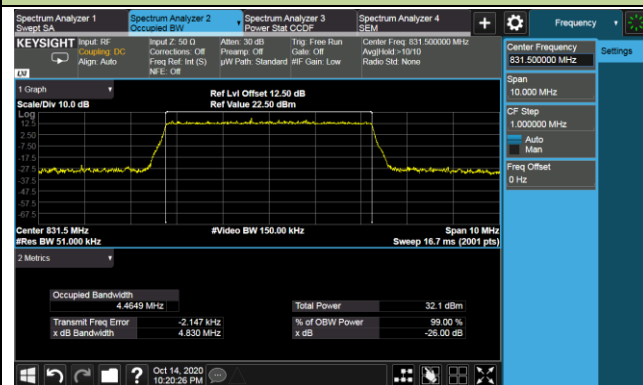 Spectrum Analyzer 1
Swept SA
Spectrum Analyzer 2
Occupied BW
Spectrum Analyzer 3
Power Stat CCDF
Spectrum Analyzer 4
SEM
+
Frequency
KEYSIGHT
Input: RF
Coupling: DC
Align: Auto
Input Z: 50 Ω
Corrections: Off
Freq Ref: Int (S)
NFE: Off
Atten: 30 dB
Preamp: Off
µW Path: Standard
Trig: Free Run
Gate: Off
#IF Gain: Low
Center Freq: 831.500000 MHz
Avg|Hold:>10/10
Radio Std: None
LXI
1 Graph
Scale/Div 10.0 dB
Ref Lvl Offset 12.50 dB
Ref Value 22.50 dBm
Log
12.5
2.50
-7.50
-17.5
-27.5
-37.5
-47.5
-57.5
-67.5
Center 831.5 MHz
#Res BW 51.000 kHz
#Video BW 150.00 kHz
Span 10 MHz
Sweep 16.7 ms (2001 pts)
2 Metrics
Occupied Bandwidth
4.4649 MHz
Total Power 32.1 dBm
Transmit Freq Error -2.147 kHz
% of OBW Power 99.00 %
x dB Bandwidth 4.830 MHz
x dB -26.00 dB
Center Frequency
831.500000 MHz
Settings
Span
10.000 MHz
CF Step
1.000000 MHz
Auto
Man
Freq Offset
0 Hz
?
Oct 14, 2020
10:20:26 PM